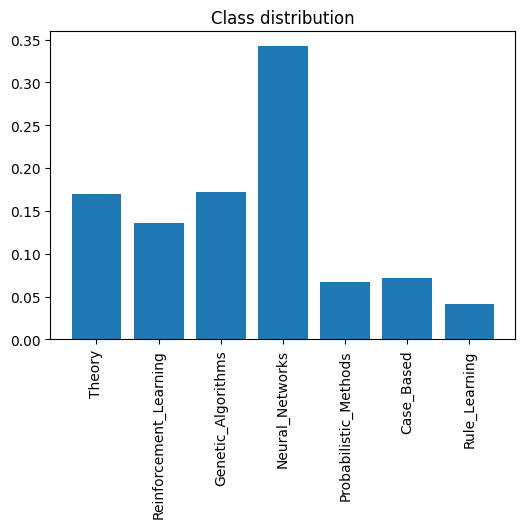 Class distribution
0.35
0.30
0.25
0.20
0.15
0.10
0.05
0.00
Theory
Reinforcement_Learning
Genetic_Algorithms
Neural_Networks
Probabilistic_Methods
Case_Based
Rule_Learning